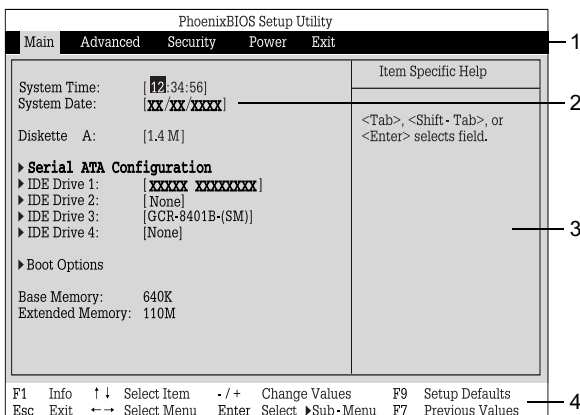 PhoenixBIOS Setup Utility
Main Advanced Security Power Exit
1
System Time: [12:34:56]
System Date: [xx/xx/xxxx]
2
Diskette A: [1.4 M]
▶Serial ATA Configuration
▶IDE Drive 1: [xxxxx xxxxxxxx]
▶IDE Drive 2: [None]
▶IDE Drive 3: [GCR-8401B-(SM)]
▶IDE Drive 4: [None]
▶Boot Options
Base Memory: 640K
Extended Memory: 110M
Item Specific Help
<Tab>, <Shift-Tab>, or
<Enter> selects field.
3
F1 Info ↑↓ Select Item -/+ Change Values F9 Setup Defaults
Esc Exit ←→ Select Menu Enter Select ▶Sub-Menu F7 Previous Values
4